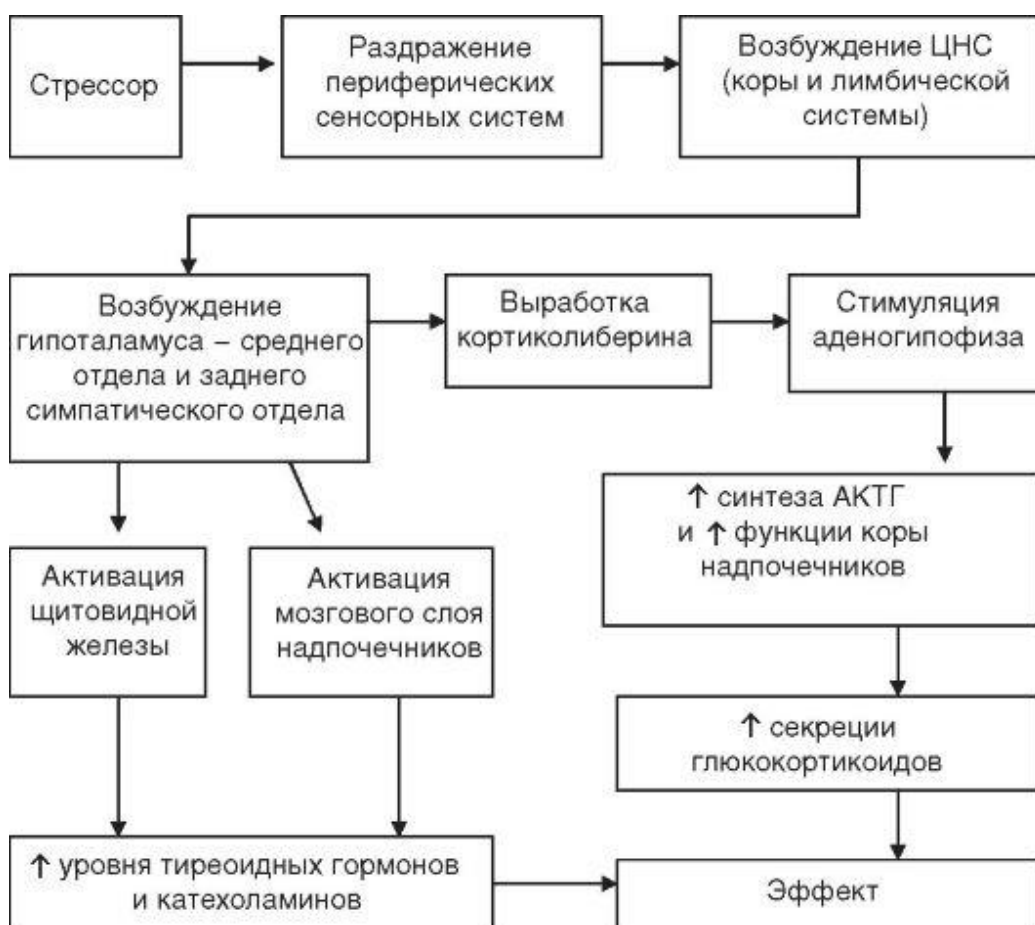 Стрессор
Раздражение
периферических
сенсорных систем
Возбуждение ЦНС
(коры и лимбической
системы)
Возбуждение
гипоталамуса – среднего
отдела и заднего
симпатического отдела
Выработка
кортиколиберина
Стимуляция
аденогипофиза
↑ синтеза АКТГ
и ↑ функции коры
надпочечников
Активация
щитовидной
железы
Активация
мозгового слоя
надпочечников
↑ секреции
глюкокортикоидов
↑ уровня тиреоидных гормонов
и катехоламинов
Эффект